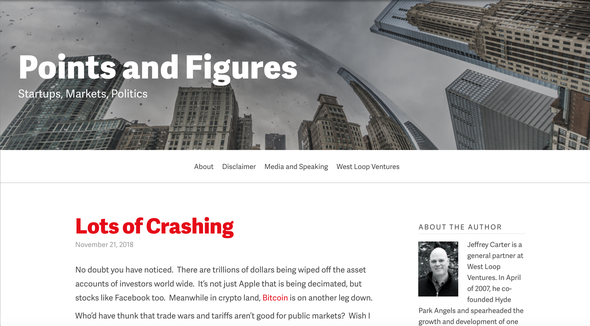 Points and Figures
Startups, Markets, Politics
About Disclaimer Media and Speaking West Loop Ventures
Lots of Crashing
November 21, 2018
No doubt you have noticed. There are trillions of dollars being wiped off the asset
accounts of investors world wide. It's not just Apple that is being decimated, but
stocks like Facebook too. Meanwhile in crypto land, Bitcoin is on another leg down.
Who'd have thunk that trade wars and tariffs aren't good for public markets? Wish I
ABOUT THE AUTHOR
Jeffrey Carter is a
general partner at
West Loop
Ventures. In April
of 2007, he co-
founded Hyde
Park Angels and spearheaded the
growth and development of one